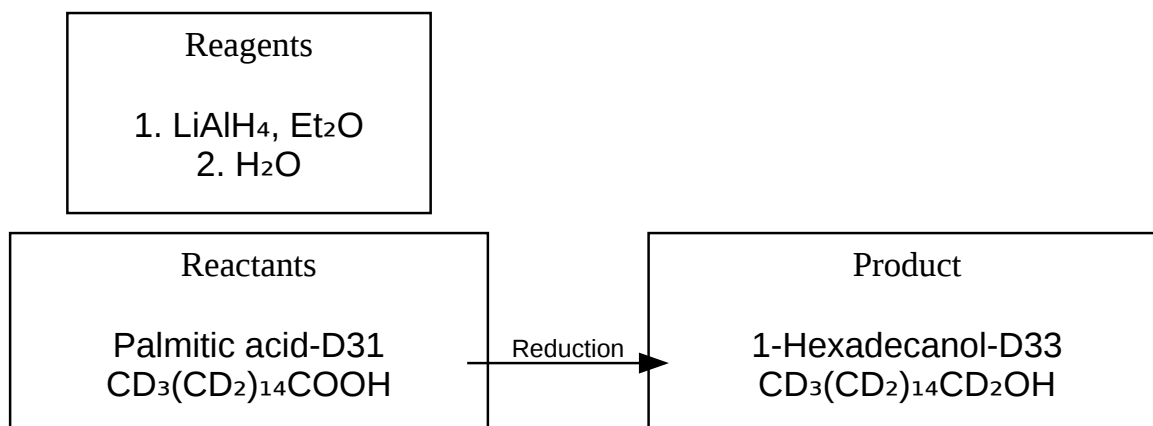 Reagents
1. LiAlH₄, Et₂O
2. H₂O
Reactants
Palmitic acid-D31
CD₃(CD₂)₁₄COOH
Reduction
Product
1-Hexadecanol-D33
CD₃(CD₂)₁₄CD₂OH